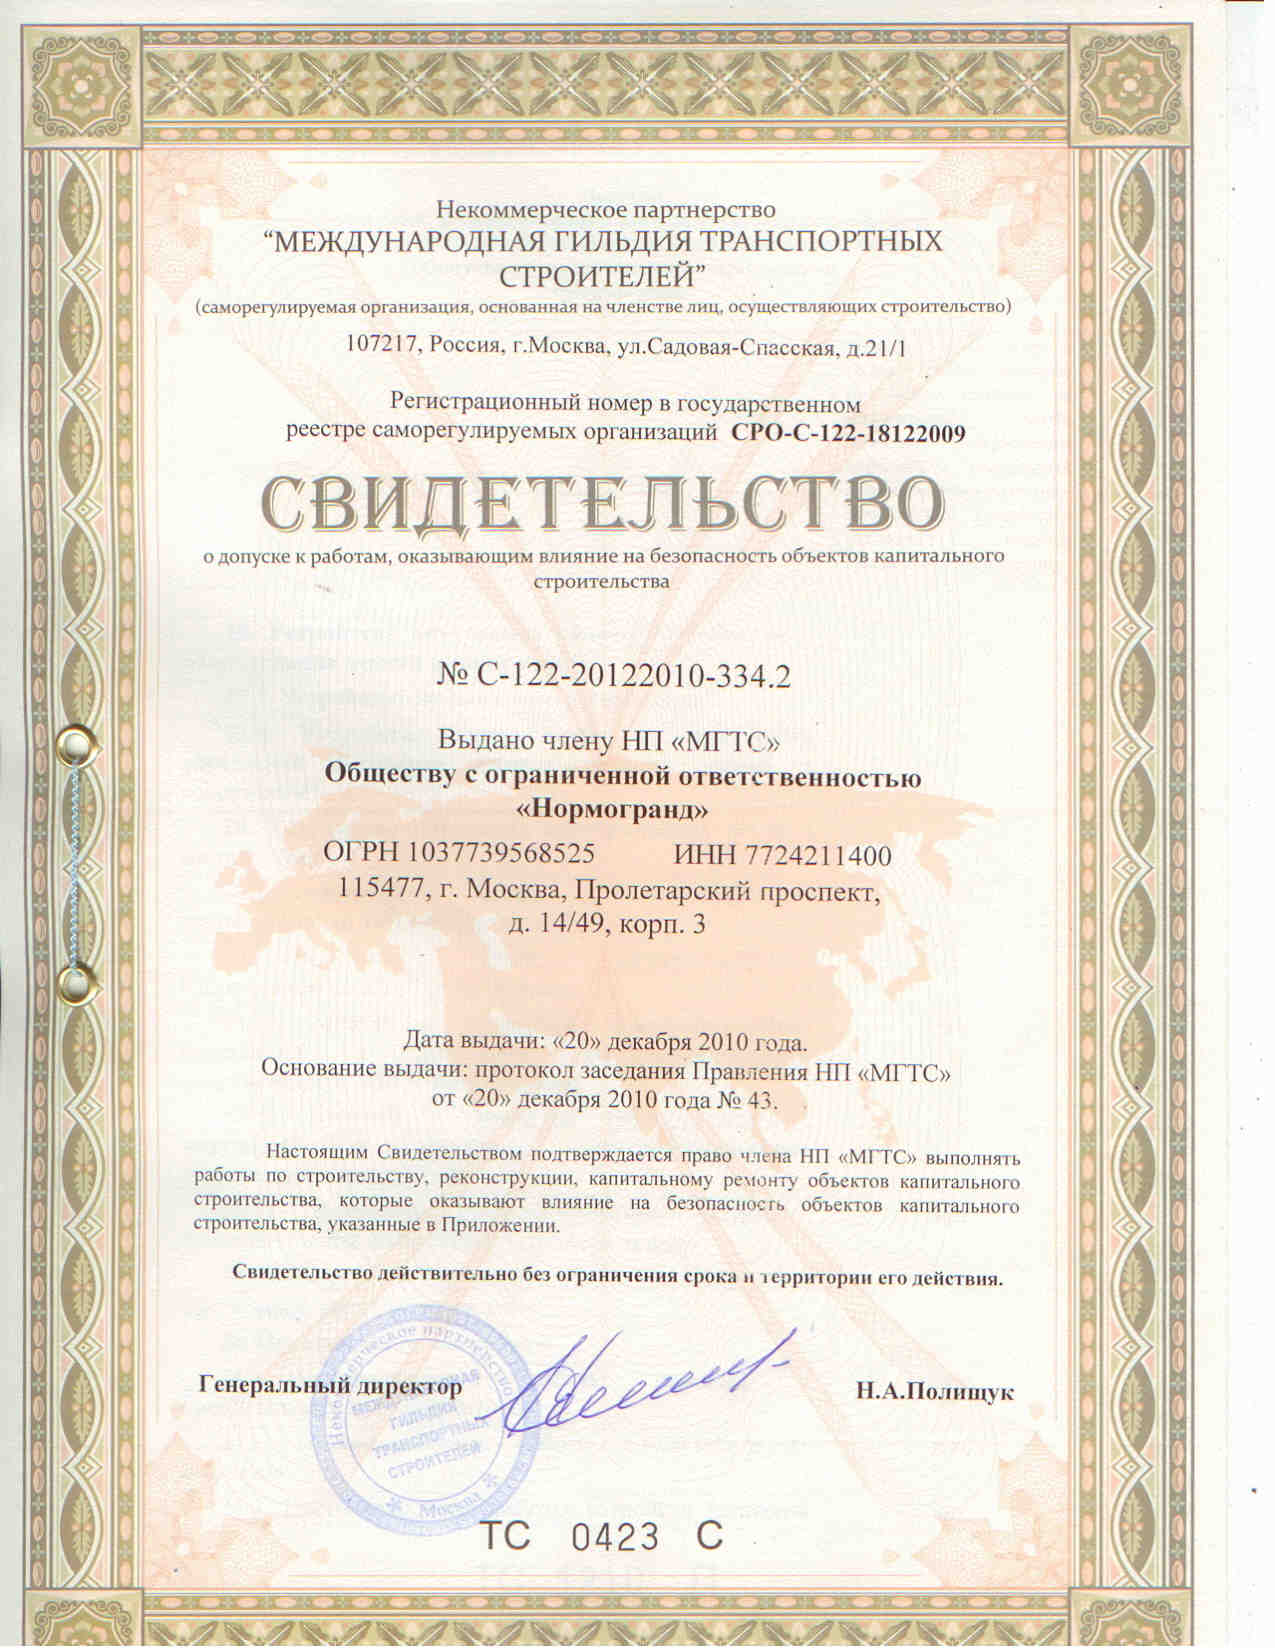 Некоммерческое партнерство
“МЕЖДУНАРОДНАЯ ГИЛЬДИЯ ТРАНСПОРТНЫХ
СТРОИТЕЛЕЙ”
(саморегулируемая организация, основанная на членстве лиц, осуществляющих строительство)
107217, Россия, г.Москва, ул.Садовая-Спасская, д.21/1
Регистрационный номер в государственном
реестре саморегулируемых организаций СРО-С-122-18122009
СВИДЕТЕЛЬСТВО
о допуске к работам, оказывающим влияние на безопасность объектов капитального
строительства
№ С-122-20122010-334.2
Выдано члену НП «МГТС»
Обществу с ограниченной ответственностью
«Нормогранд»
ОГРН 1037739568525 ИНН 7724211400
115477, г. Москва, Пролетарский проспект,
д. 14/49, корп. 3
Дата выдачи: «20» декабря 2010 года.
Основание выдачи: протокол заседания Правления НП «МГТС»
от «20» декабря 2010 года № 43.
Настоящим Свидетельством подтверждается право члена НП «МГТС» выполнять
работы по строительству, реконструкции, капитальному ремонту объектов капитального
строительства, которые оказывают влияние на безопасность объектов капитального
строительства, указанные в Приложении.
Свидетельство действительно без ограничения срока и территории его действия.
Генеральный директор Н.А.Полищук
Некоммерческое партнерство
МЕЖДУНАРОДНАЯ
ГИЛЬДИЯ
ТРАНСПОРТНЫХ
СТРОИТЕЛЕЙ
* Москва *
ТС 0423 С